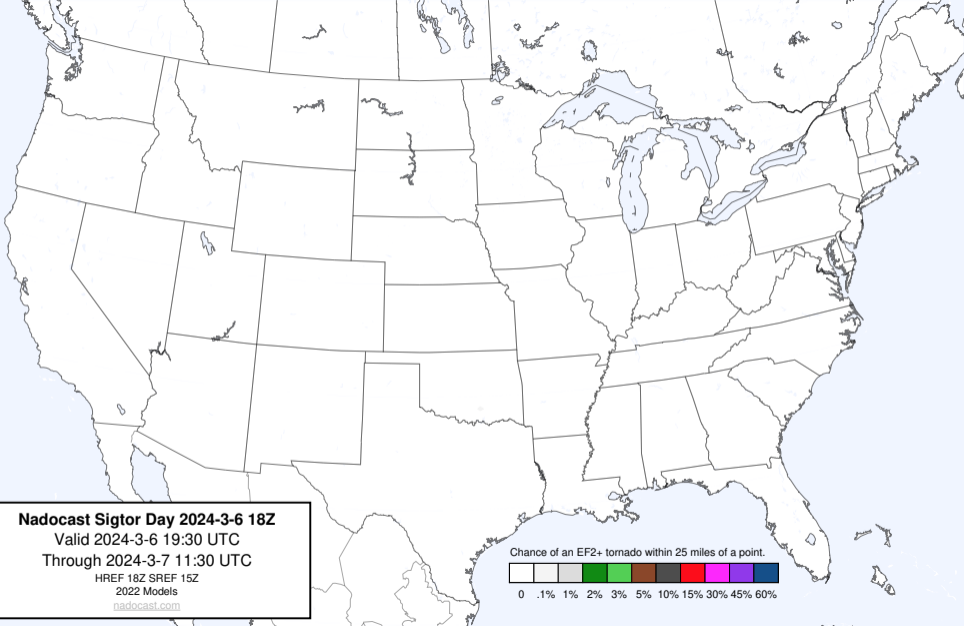 Nadocast Sigtor Day 2024-3-6 18Z
Valid 2024-3-6 19:30 UTC
Through 2024-3-7 11:30 UTC
HREF 18Z SREF 15Z
2022 Models
nadocast.com
Chance of an EF2+ tornado within 25 miles of a point.
0 .1% 1% 2% 3% 5% 10% 15% 30% 45% 60%